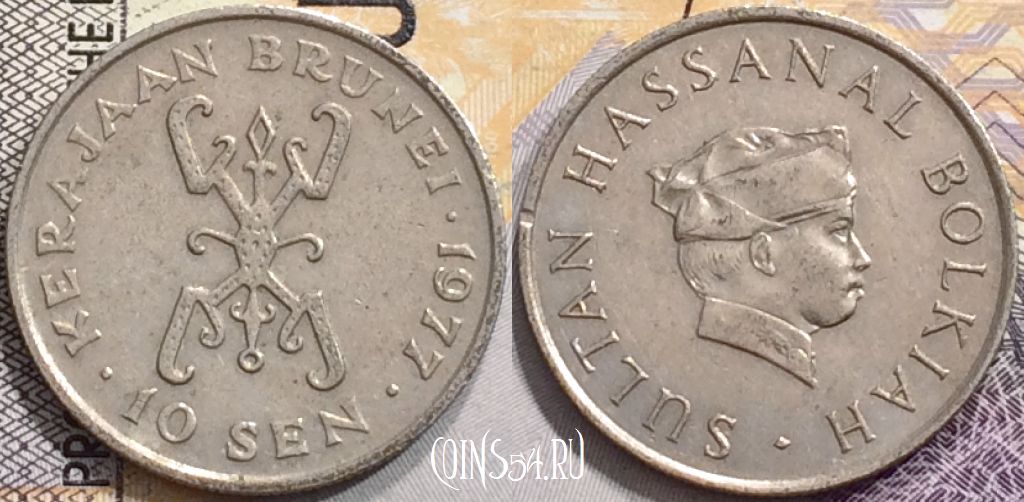 KERAJAAN BRUNEI · 1977 ·
10 SEN ·
SULTAN HASSANAL BOLKIAH ·
COINS54.RU